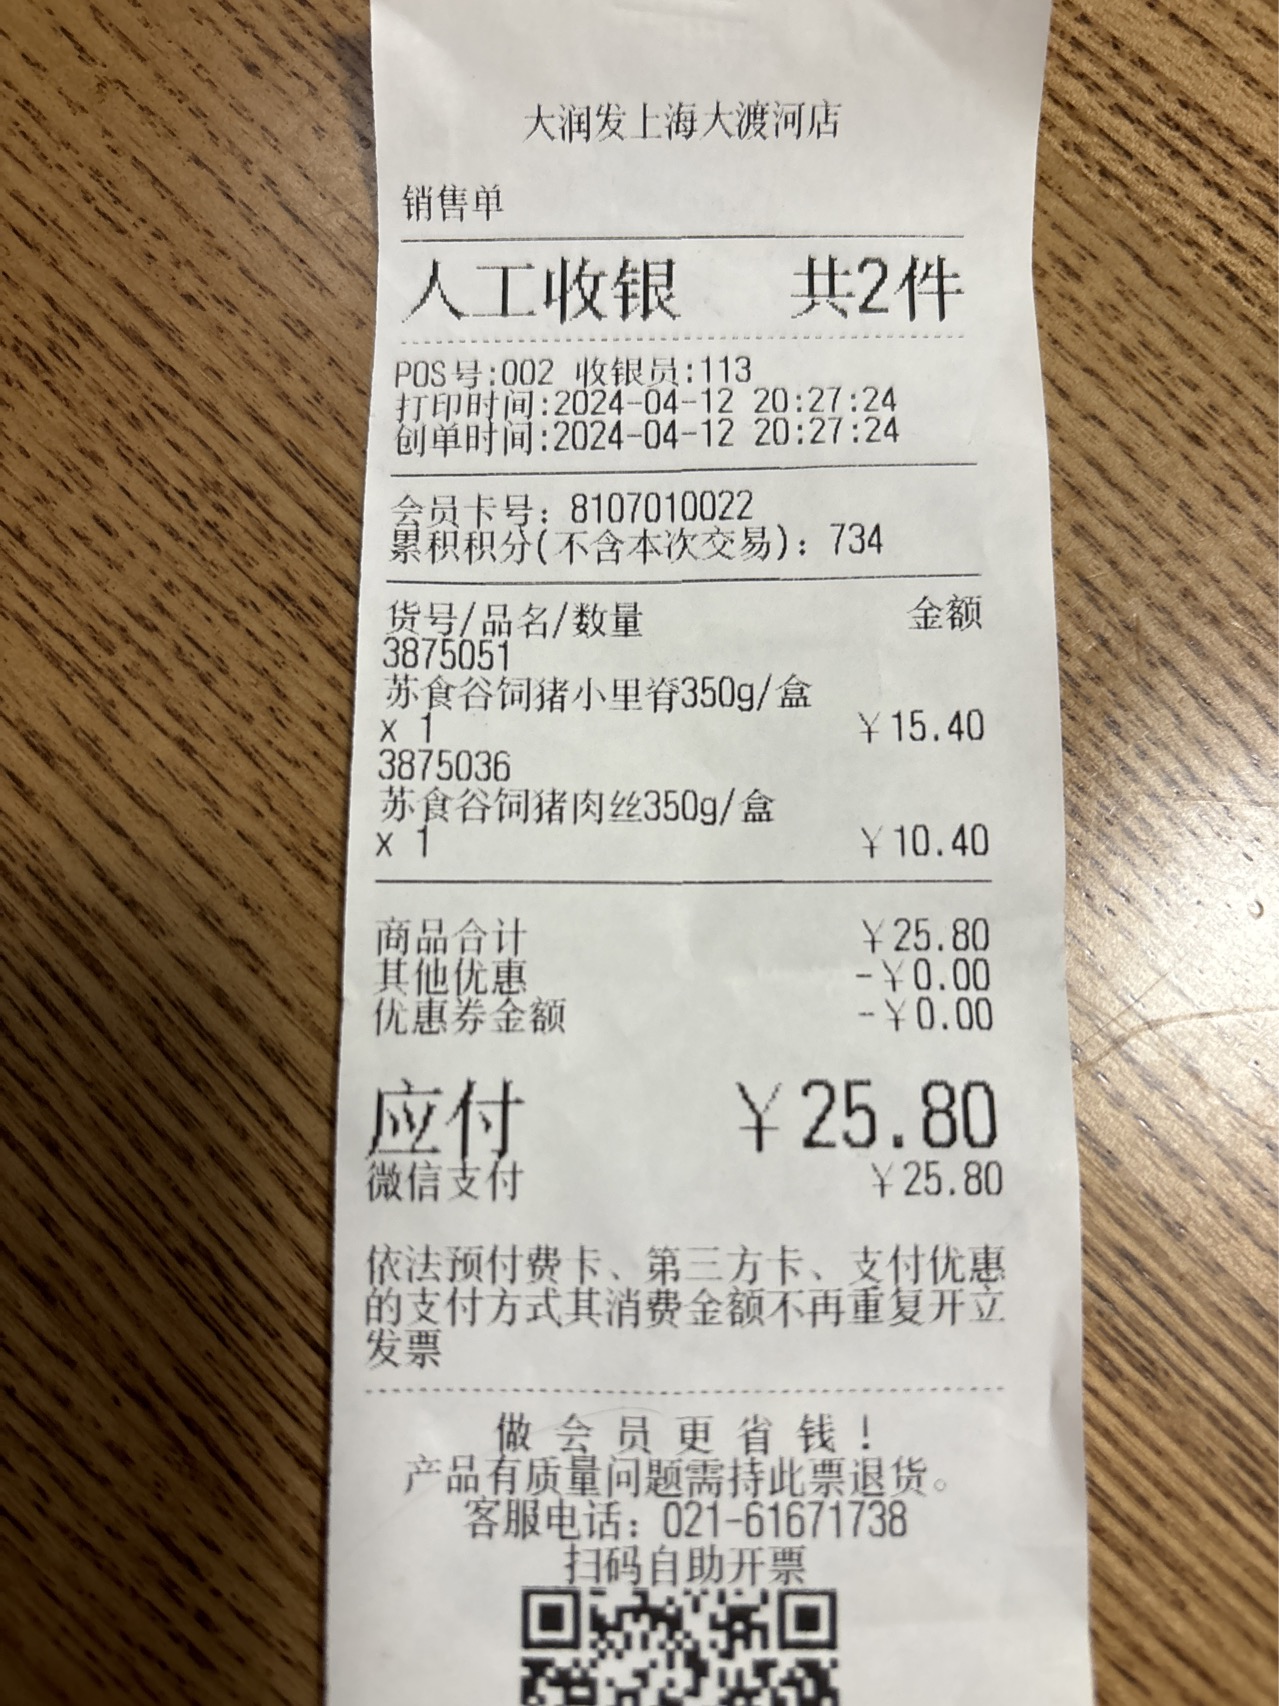 大润发上海大渡河店
销售单
人工收银 共2件
POS号:002 收银员:113
打印时间:2024-04-12 20:27:24
创单时间:2024-04-12 20:27:24
会员卡号：8107010022
累积积分(不含本次交易)：734
货号/品名/数量 金额
3875051
苏食谷饲猪小里脊350g/盒
x 1 ￥15.40
3875036
苏食谷饲猪肉丝350g/盒
x 1 ￥10.40
商品合计 ￥25.80
其他优惠 -￥0.00
优惠券金额 -￥0.00
应付 ￥25.80
微信支付 ￥25.80
依法预付费卡、第三方卡、支付优惠
的支付方式其消费金额不再重复开立
发票
做会员更省钱！
产品有质量问题需持此票退货。
客服电话：021-61671738
扫码自助开票